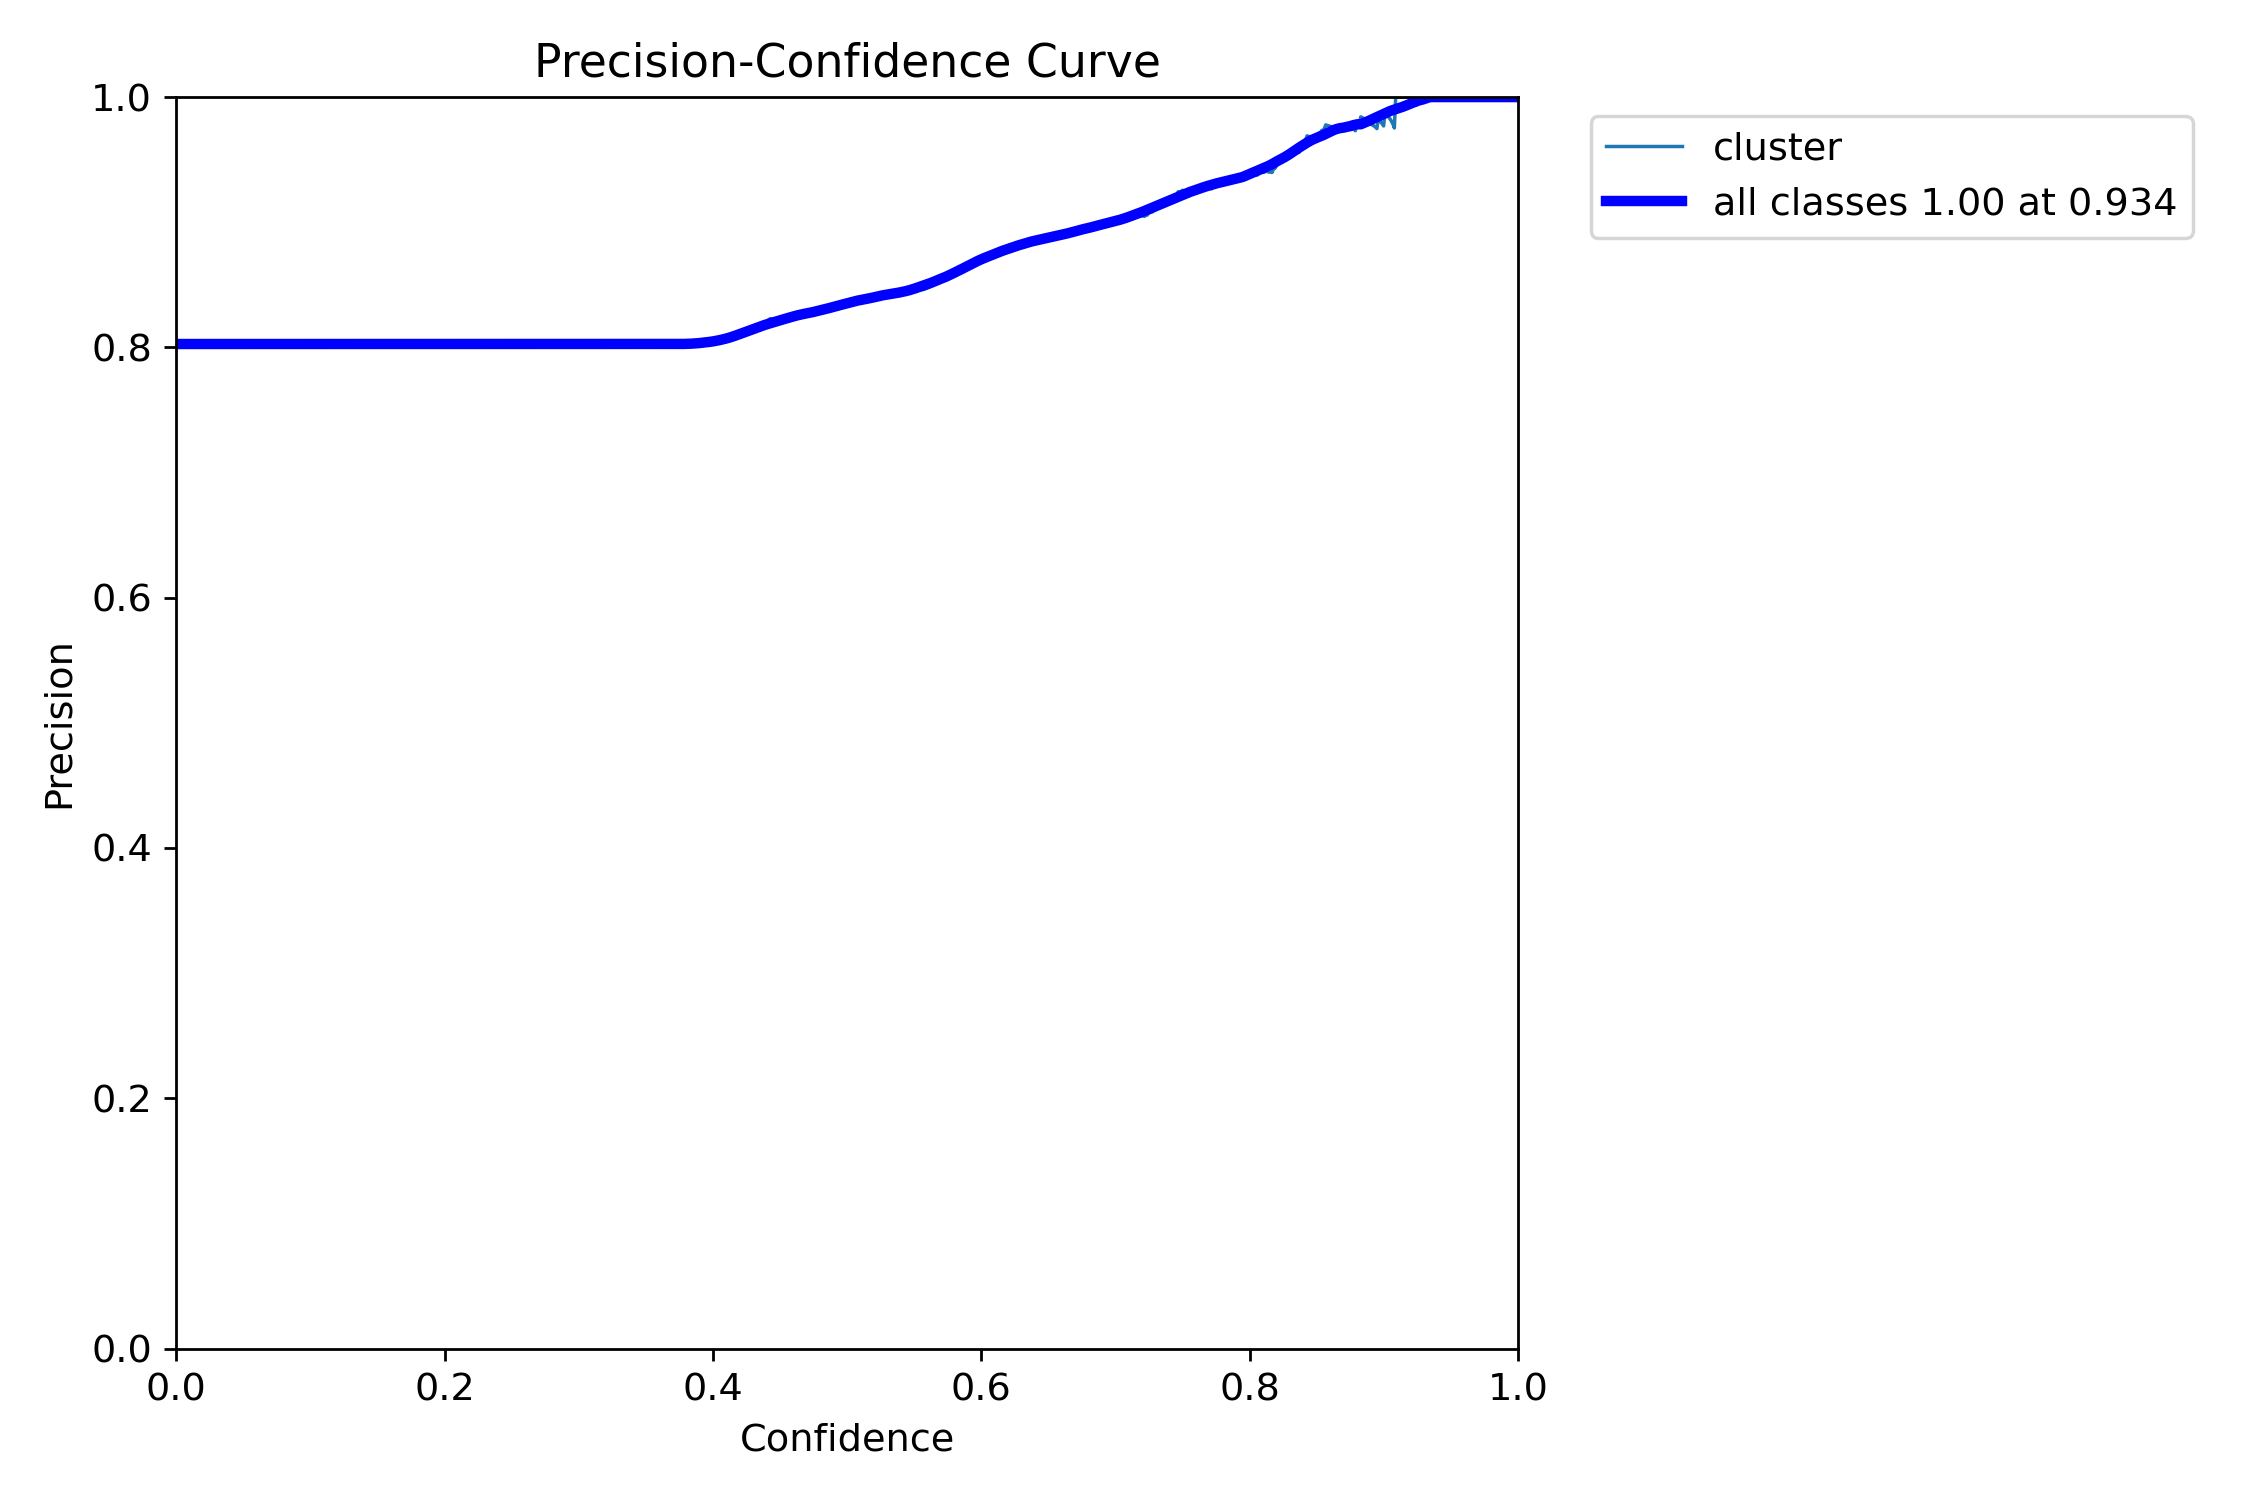 Precision-Confidence Curve
1.0
0.8
0.6
0.4
0.2
0.0
Precision
0.0 0.2 0.4 0.6 0.8 1.0
Confidence
cluster
all classes 1.00 at 0.934